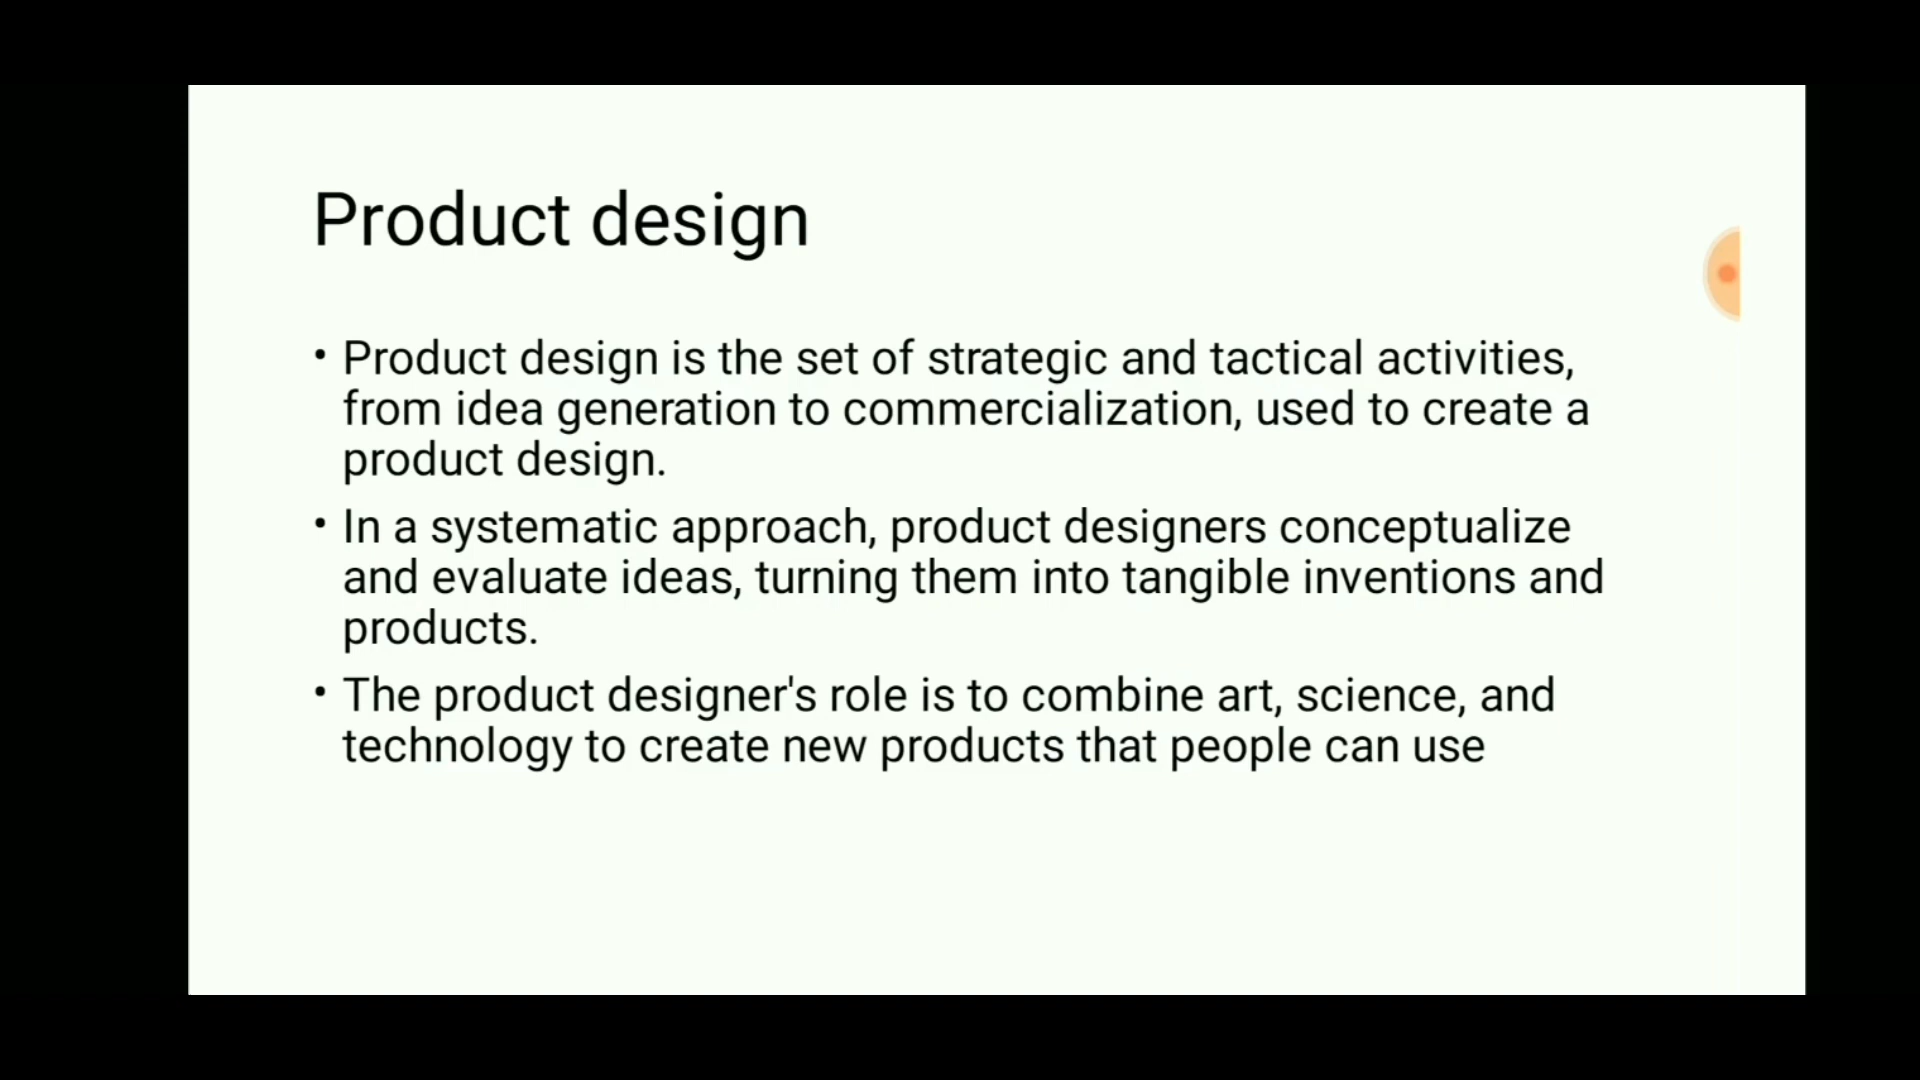 Product design
• Product design is the set of strategic and tactical activities,
from idea generation to commercialization, used to create a
product design.
• In a systematic approach, product designers conceptualize
and evaluate ideas, turning them into tangible inventions and
products.
• The product designer's role is to combine art, science, and
technology to create new products that people can use